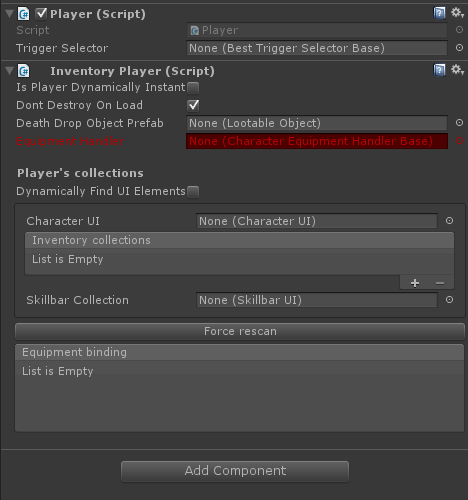 Player (Script)
Script Player
Trigger Selector None (Best Trigger Selector Base)
Inventory Player (Script)
Is Player Dynamically Instant
Dont Destroy On Load
Death Drop Object Prefab None (Lootable Object)
Equipment Handler None (Character Equipment Handler Base)
Player's collections
Dynamically Find UI Elements
Character UI None (Character UI)
Inventory collections
List is Empty
Skillbar Collection None (Skillbar UI)
Force rescan
Equipment binding
List is Empty
Add Component